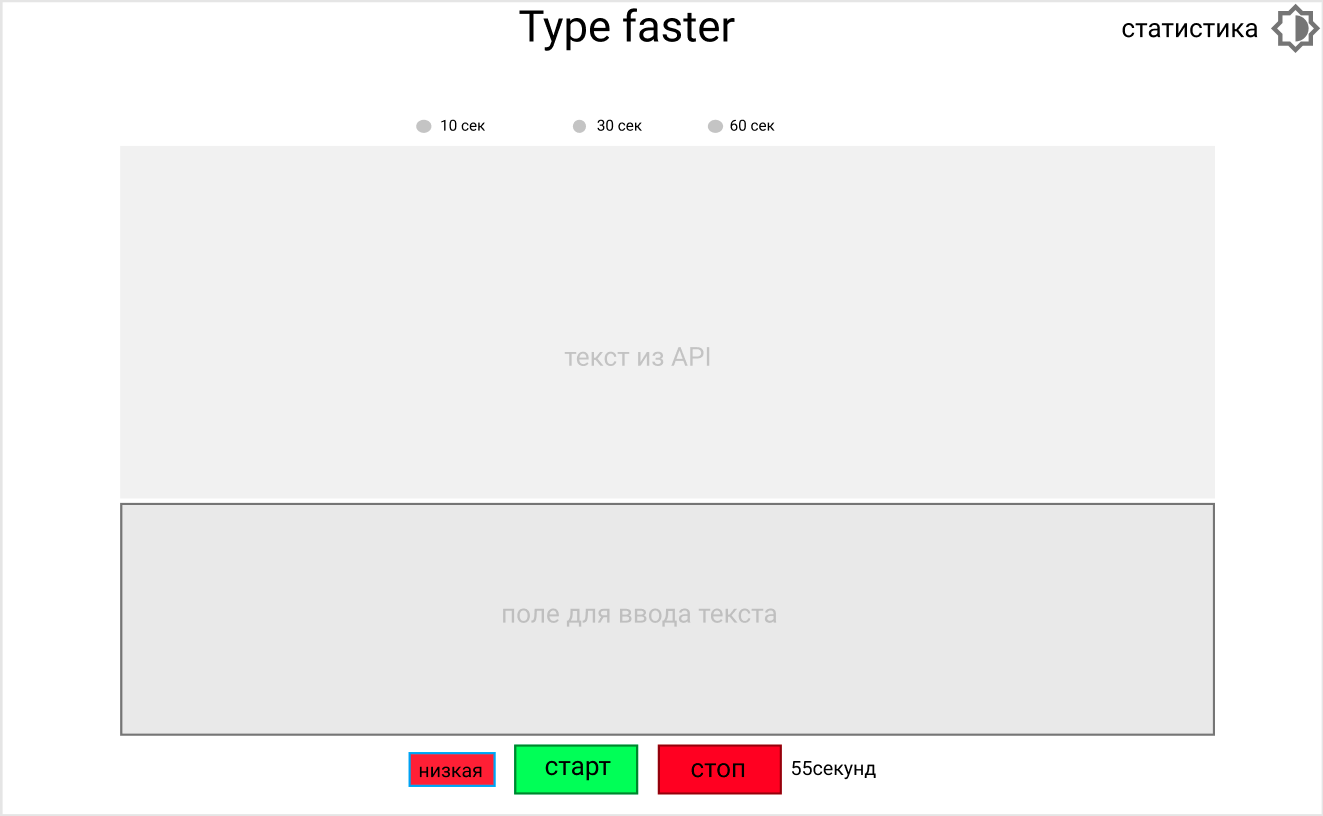 Type faster
статистика
10 сек
30 сек
60 сек
текст из API
поле для ввода текста
низкая
старт
стоп
55секунд